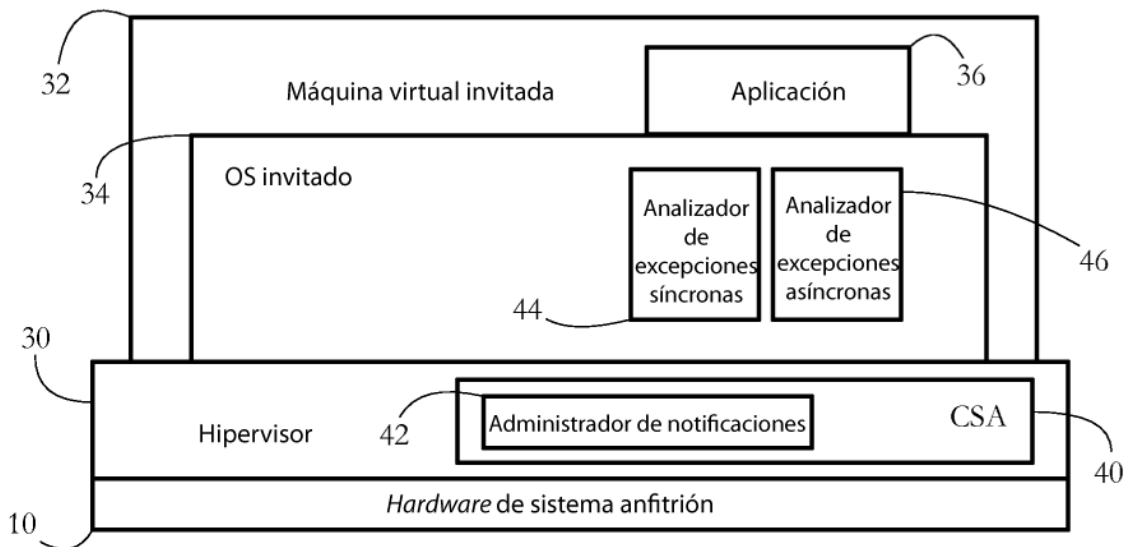 32
Máquina virtual invitada
Aplicación
36
34
OS invitado
Analizador
de
excepciones
síncronas
Analizador
de
excepciones
asíncronas
44
46
30
Hipervisor
42
Administrador de notificaciones
CSA
40
Hardware de sistema anfitrión
10